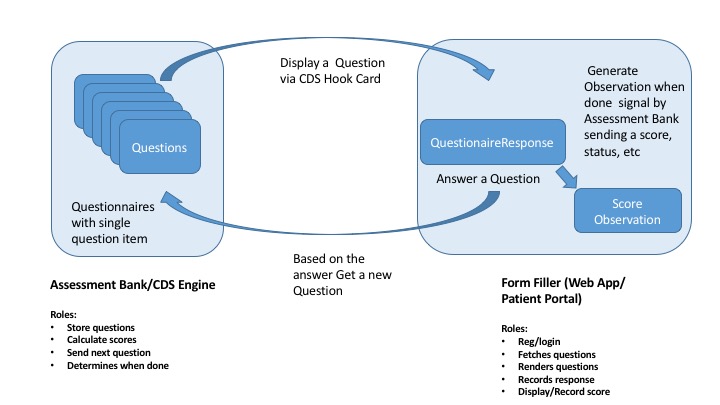 Display a  Question
via CDS Hook Card
Questions
Questionnaires
with single
question item
QuestionaireResponse
Answer a Question
Generate
Observation when
done  signal by
Assessment Bank
sending a score,
status, etc
Score
Observation
Based on the
answer Get a new
Question
Assessment Bank/CDS Engine
Roles:
• Store questions
• Calculate scores
• Send next question
• Determines when done
Form Filler (Web App/
Patient Portal)
Roles:
• Reg/login
• Fetches questions
• Renders questions
• Records response
• Display/Record score